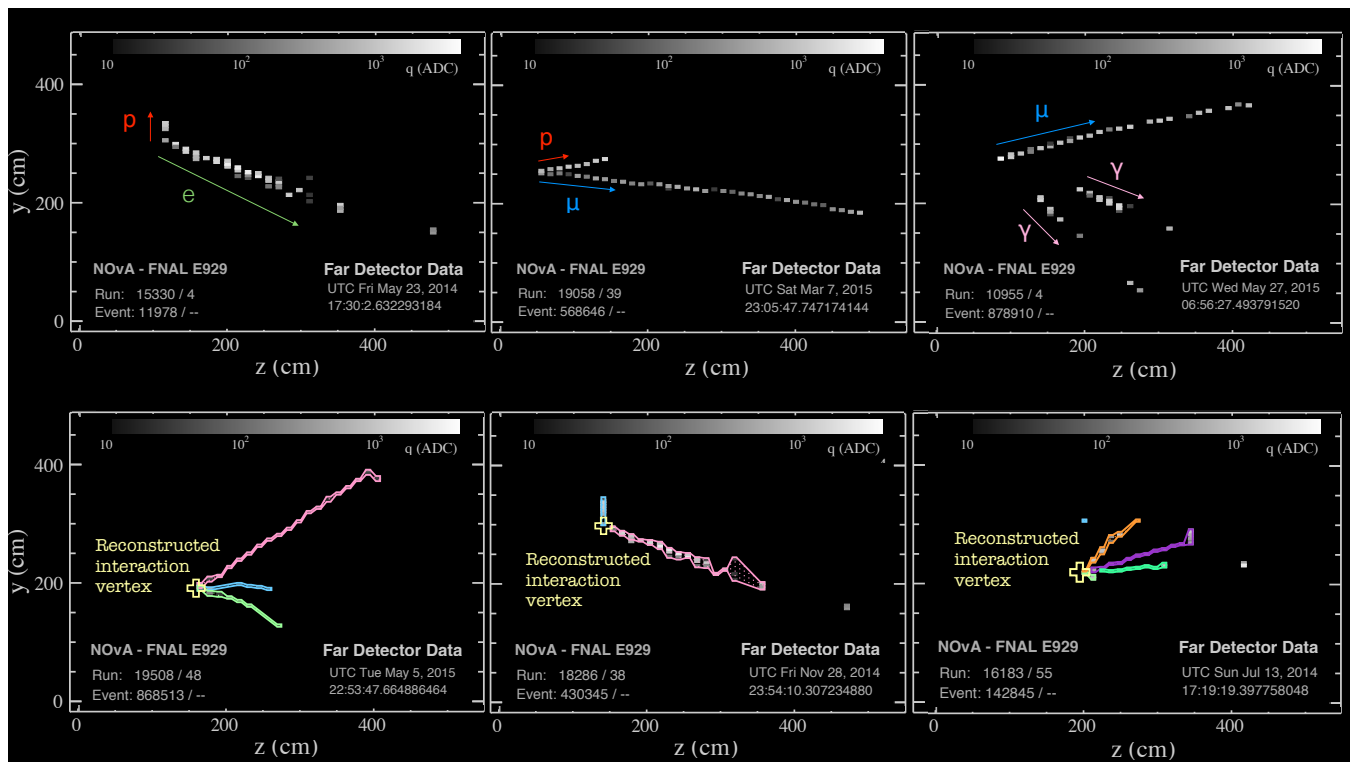 10 10² 10³ q (ADC)
p
e
NOvA - FNAL E929
Run: 15330 / 4
Event: 11978 / --
Far Detector Data
UTC Fri May 23, 2014
17:30:2.632293184
y (cm)
400
200
0
0 200 400
z (cm)
10 10² 10³ q (ADC)
p
μ
NOvA - FNAL E929
Run: 19058 / 39
Event: 568646 / --
Far Detector Data
UTC Sat Mar 7, 2015
23:05:47.747174144
0 200 400
z (cm)
10 10² 10³ q (ADC)
μ
γ
γ
NOvA - FNAL E929
Run: 10955 / 4
Event: 878910 / --
Far Detector Data
UTC Wed May 27, 2015
06:56:27.493791520
0 200 400
z (cm)
10 10² 10³ q (ADC)
Reconstructed
interaction
vertex
NOvA - FNAL E929
Run: 19508 / 48
Event: 868513 / --
Far Detector Data
UTC Tue May 5, 2015
22:53:47.664886464
y (cm)
400
200
0
0 200 400
z (cm)
10 10² 10³ q (ADC)
Reconstructed
interaction
vertex
NOvA - FNAL E929
Run: 18286 / 38
Event: 430345 / --
Far Detector Data
UTC Fri Nov 28, 2014
23:54:10.307234880
0 200 400
z (cm)
10 10² 10³ q (ADC)
Reconstructed
interaction
vertex
NOvA - FNAL E929
Run: 16183 / 55
Event: 142845 / --
Far Detector Data
UTC Sun Jul 13, 2014
17:19:19.397758048
0 200 400
z (cm)